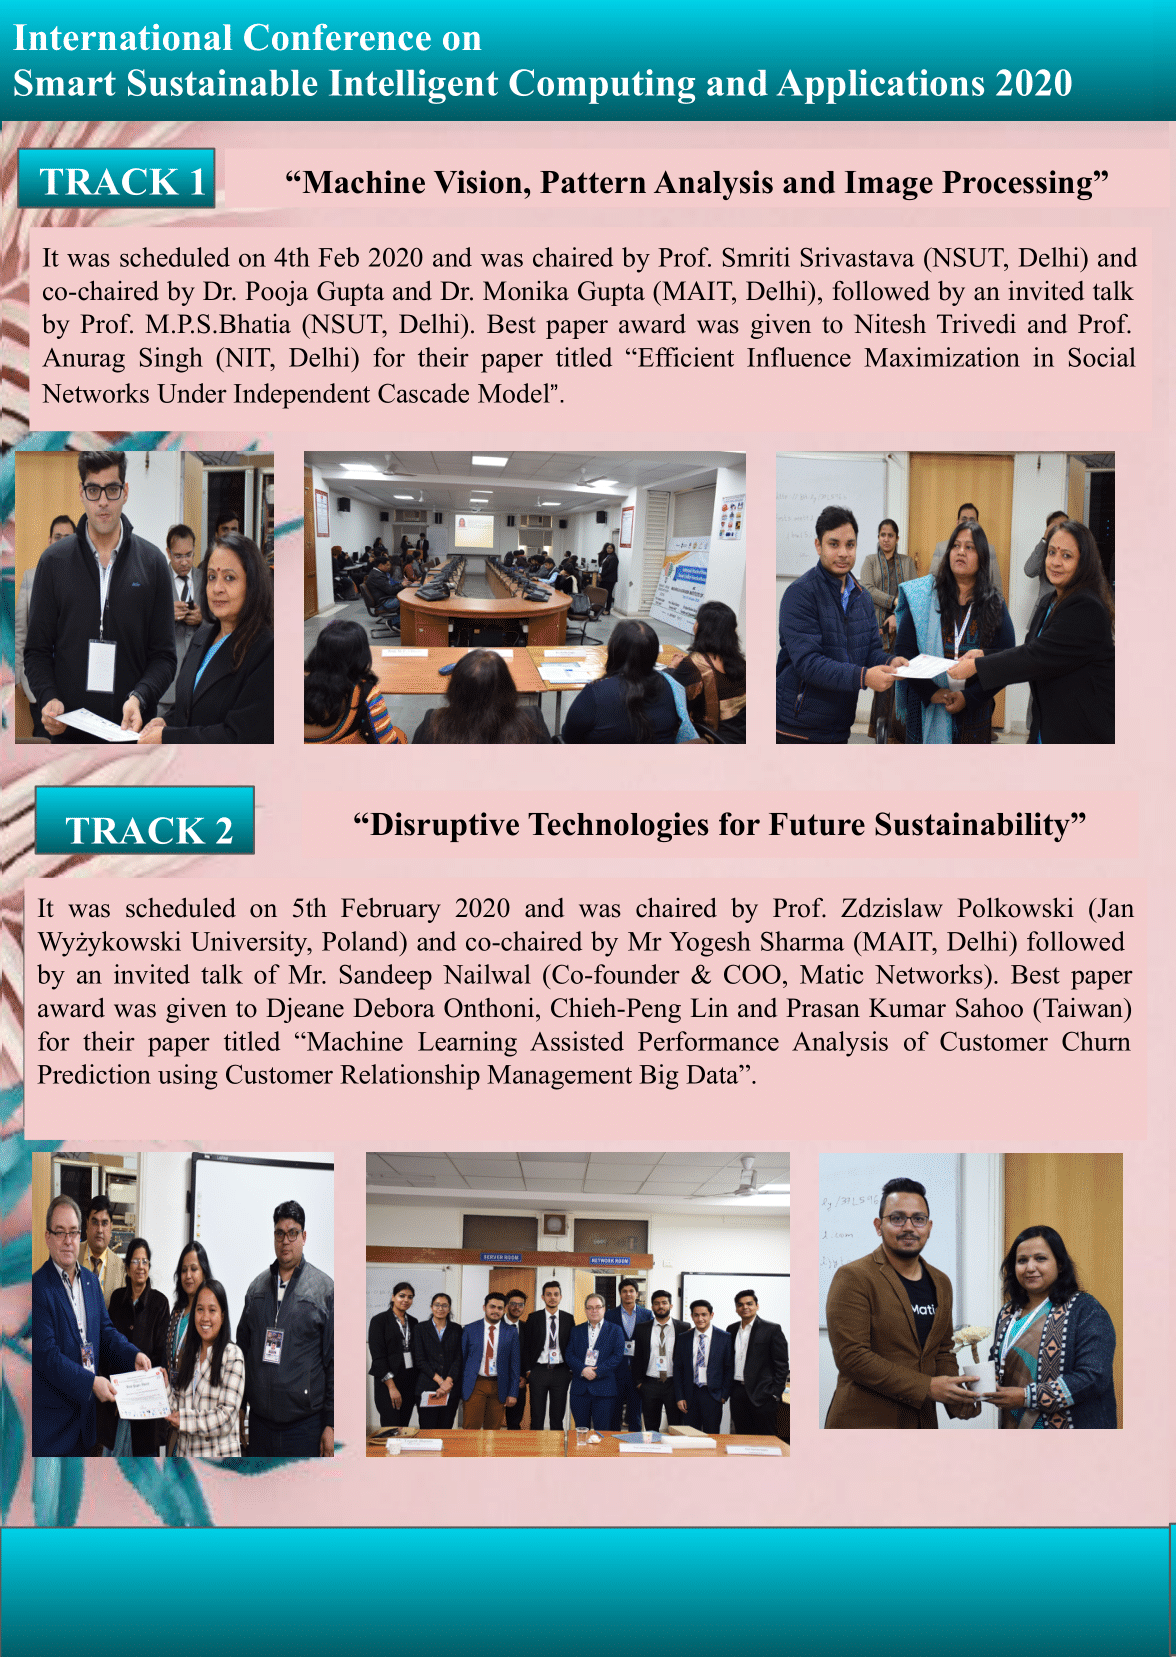 International Conference on
Smart Sustainable Intelligent Computing and Applications 2020
TRACK 1
“Machine Vision, Pattern Analysis and Image Processing”
It was scheduled on 4th Feb 2020 and was chaired by Prof. Smriti Srivastava (NSUT, Delhi) and
co-chaired by Dr. Pooja Gupta and Dr. Monika Gupta (MAIT, Delhi), followed by an invited talk
by Prof. M.P.S.Bhatia (NSUT, Delhi). Best paper award was given to Nitesh Trivedi and Prof.
Anurag Singh (NIT, Delhi) for their paper titled “Efficient Influence Maximization in Social
Networks Under Independent Cascade Model”.
TRACK 2
“Disruptive Technologies for Future Sustainability”
It was scheduled on 5th February 2020 and was chaired by Prof. Zdzislaw Polkowski (Jan
Wyżykowski University, Poland) and co-chaired by Mr Yogesh Sharma (MAIT, Delhi) followed
by an invited talk of Mr. Sandeep Nailwal (Co-founder & COO, Matic Networks). Best paper
award was given to Djeane Debora Onthoni, Chieh-Peng Lin and Prasan Kumar Sahoo (Taiwan)
for their paper titled “Machine Learning Assisted Performance Analysis of Customer Churn
Prediction using Customer Relationship Management Big Data”.
SERVER ROOM
NETWORK ROOM
Mati